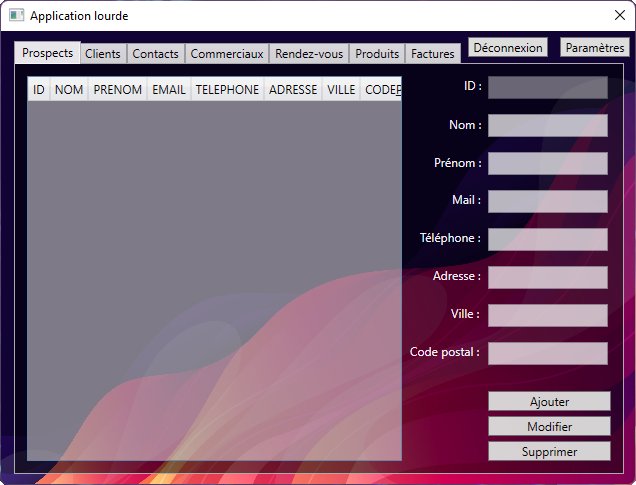 Application lourde
Prospects Clients Contacts Commerciaux Rendez-vous Produits Factures Déconnexion Paramètres
ID NOM PRENOM EMAIL TELEPHONE ADRESSE VILLE CODEP
ID :
Nom :
Prénom :
Mail :
Téléphone :
Adresse :
Ville :
Code postal :
Ajouter
Modifier
Supprimer